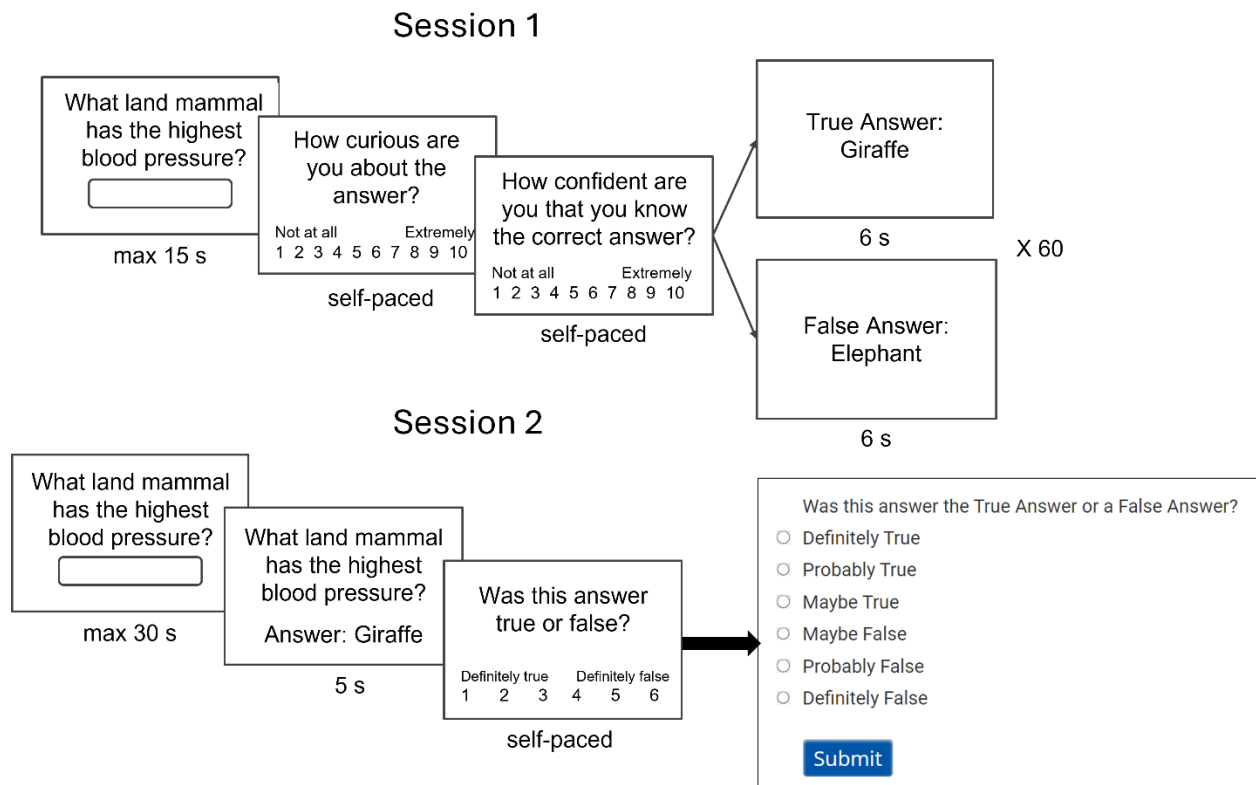 Session 1
What land mammal
has the highest
blood pressure?
max 15 s
How curious are
you about the
answer?
Not at all Extremely
1 2 3 4 5 6 7 8 9 10
self-paced
How confident are
you that you know
the correct answer?
Not at all Extremely
1 2 3 4 5 6 7 8 9 10
self-paced
True Answer:
Giraffe
6 s
X 60
False Answer:
Elephant
6 s
Session 2
What land mammal
has the highest
blood pressure?
max 30 s
What land mammal
has the highest
blood pressure?
Answer: Giraffe
5 s
Was this answer
true or false?
Definitely true Definitely false
1 2 3 4 5 6
self-paced
Was this answer the True Answer or a False Answer?
Definitely True
Probably True
Maybe True
Maybe False
Probably False
Definitely False
Submit